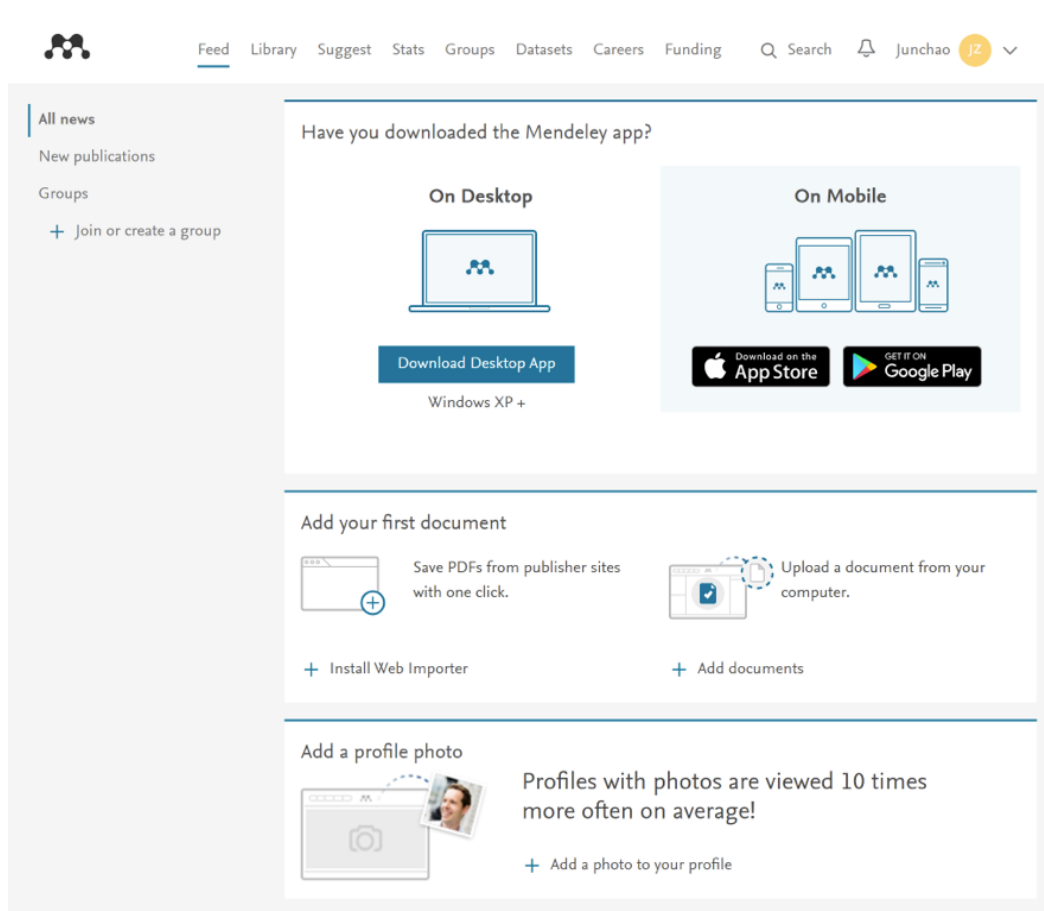 Feed Library Suggest Stats Groups Datasets Careers Funding Search Junchao JZ
All news
New publications
Groups
+ Join or create a group
Have you downloaded the Mendeley app?
On Desktop
Download Desktop App
Windows XP +
On Mobile
Download on the
App Store
GET IT ON
Google Play
Add your first document
Save PDFs from publisher sites
with one click.
+ Install Web Importer
Upload a document from your
computer.
+ Add documents
Add a profile photo
Profiles with photos are viewed 10 times
more often on average!
+ Add a photo to your profile